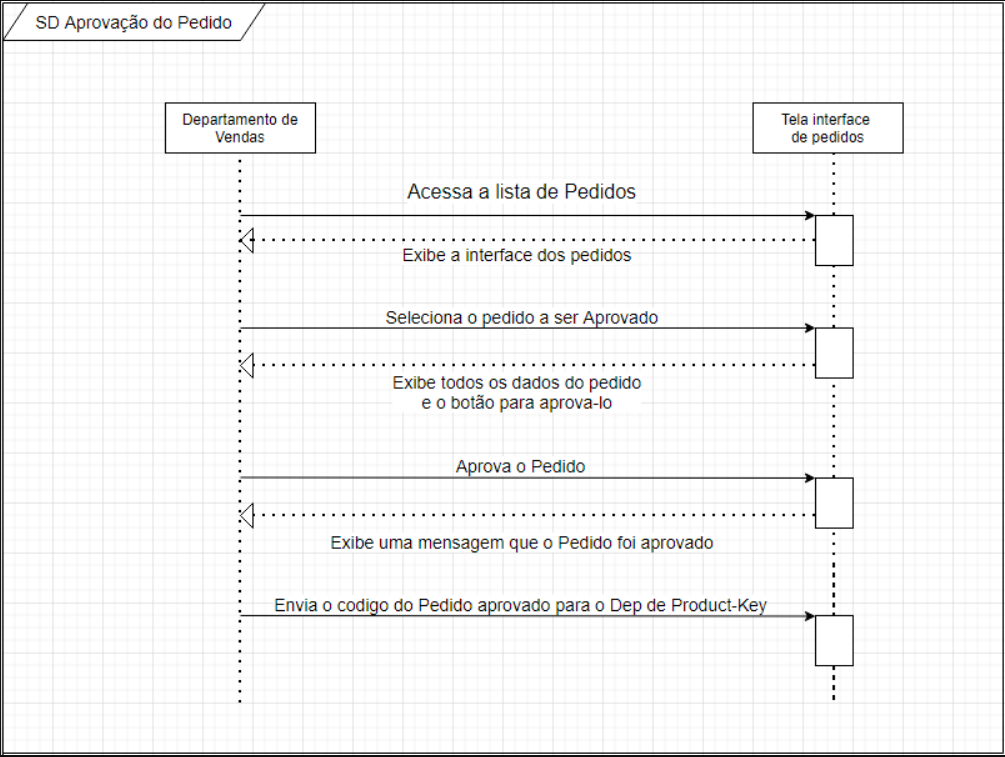 SD Aprovação do Pedido
Departamento de
Vendas
Tela interface
de pedidos
Acessa a lista de Pedidos
Exibe a interface dos pedidos
Seleciona o pedido a ser Aprovado
Exibe todos os dados do pedido
e o botão para aprova-lo
Aprova o Pedido
Exibe uma mensagem que o Pedido foi aprovado
Envia o codigo do Pedido aprovado para o Dep de Product-Key